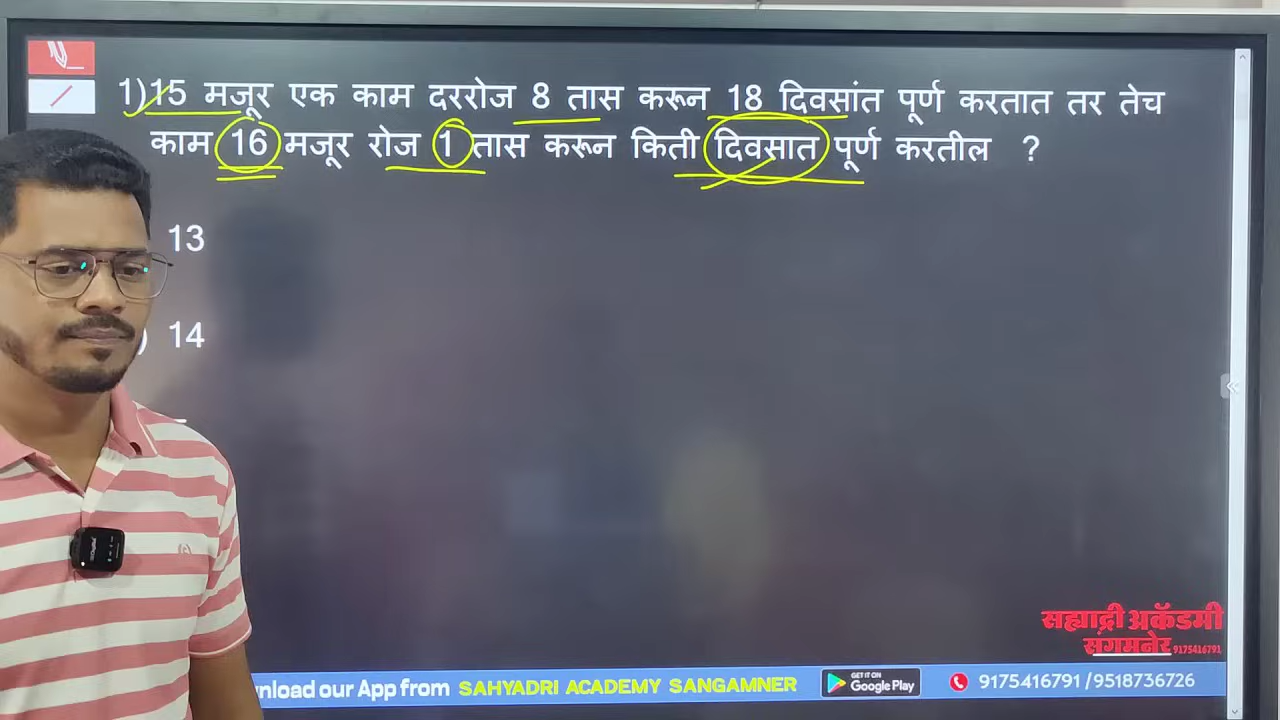 1) 15 मजूर एक काम दररोज 8 तास करून 18 दिवसांत पूर्ण करतात तर तेच
काम 16 मजूर रोज 1 तास करून किती दिवसात पूर्ण करतील ?
13
) 14
सह्याद्री अकॅडमी
संगमनेर 9175416791
nload our App from SAHYADRI ACADEMY SANGAMNER GET IT ON Google Play 9175416791 /9518736726